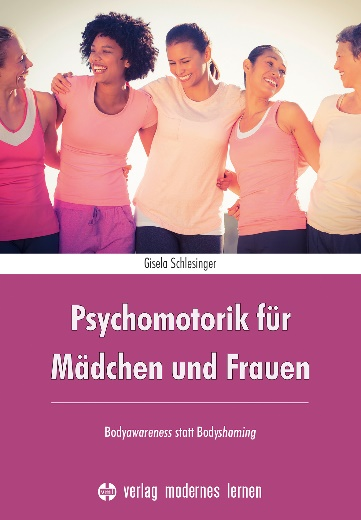 Gisela Schlesinger
Psychomotorik für
Mädchen und Frauen
Bodyawareness statt Bodyshaming
verlag modernes lernen